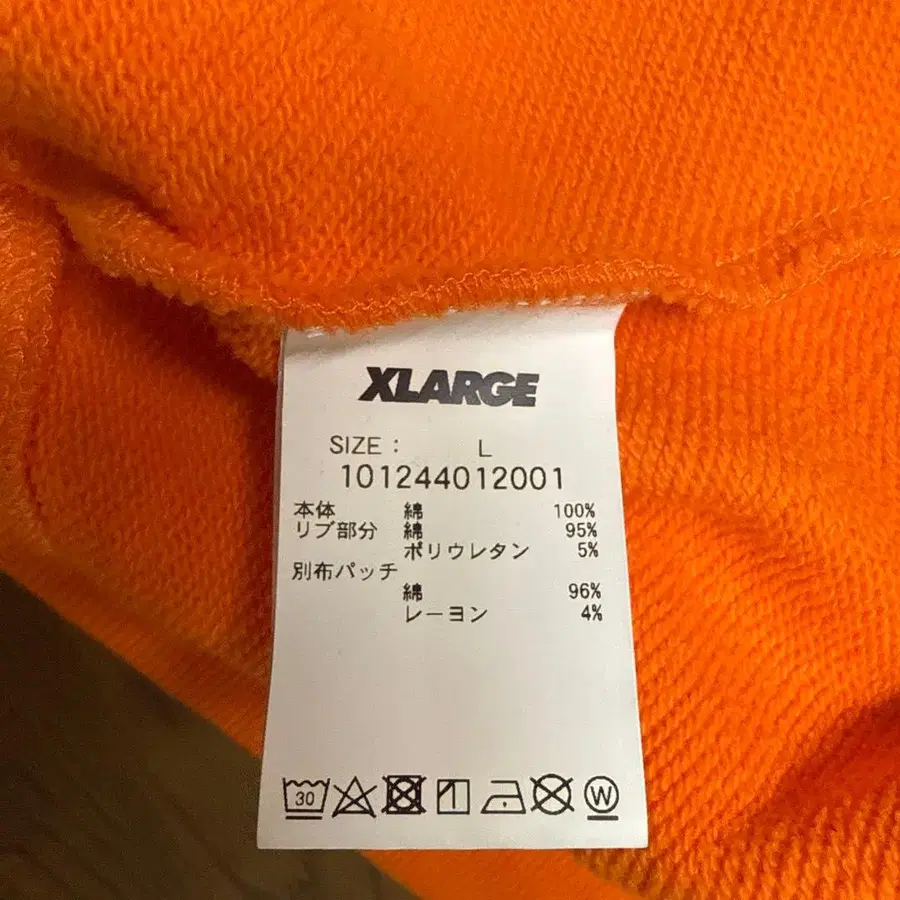 XLARGE
SIZE : L
101244012001
本体 綿 100%
リブ部分 綿 95%
ポリウレタン 5%
別布パッチ
綿 96%
レーヨン 4%
30 W